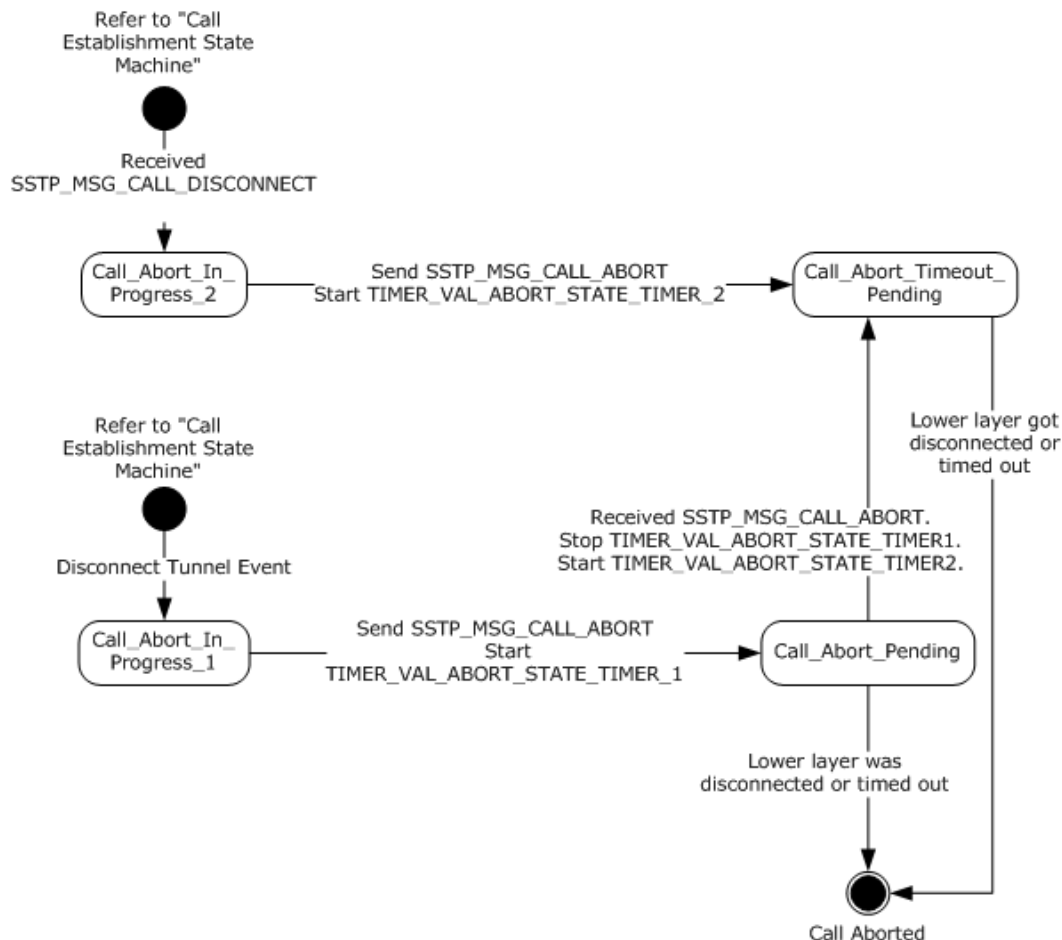 Refer to "Call
Establishment State
Machine"
Received
SSTP_MSG_CALL_DISCONNECT
Call_Abort_In_
Progress_2
Send SSTP_MSG_CALL_ABORT
Start TIMER_VAL_ABORT_STATE_TIMER_2
Call_Abort_Timeout_
Pending
Refer to "Call
Establishment State
Machine"
Disconnect Tunnel Event
Lower layer got
disconnected or
timed out
Received SSTP_MSG_CALL_ABORT.
Stop TIMER_VAL_ABORT_STATE_TIMER1.
Start TIMER_VAL_ABORT_STATE_TIMER2.
Call_Abort_In_
Progress_1
Send SSTP_MSG_CALL_ABORT
Start
TIMER_VAL_ABORT_STATE_TIMER_1
Call_Abort_Pending
Lower layer was
disconnected or timed out
Call Aborted